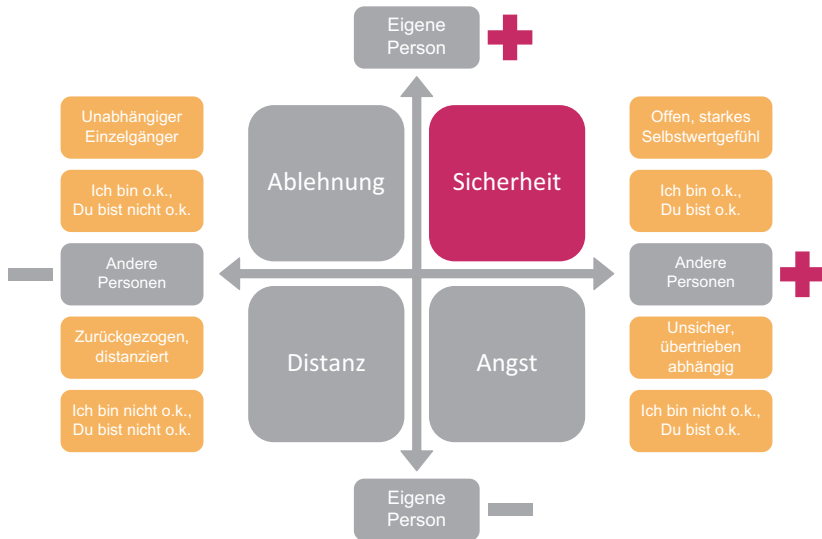 Eigene
Person
Unabhängiger
Einzelgänger
Offen, starkes
Selbstwertgefühl
Ablehnung
Sicherheit
Ich bin o.k.,
Du bist nicht o.k.
Ich bin o.k.,
Du bist o.k.
Andere
Personen
Andere
Personen
Zurückgezogen,
distanziert
Distanz
Angst
Unsicher,
übertrieben
abhängig
Ich bin nicht o.k.,
Du bist nicht o.k.
Ich bin nicht o.k.,
Du bist o.k.
Eigene
Person